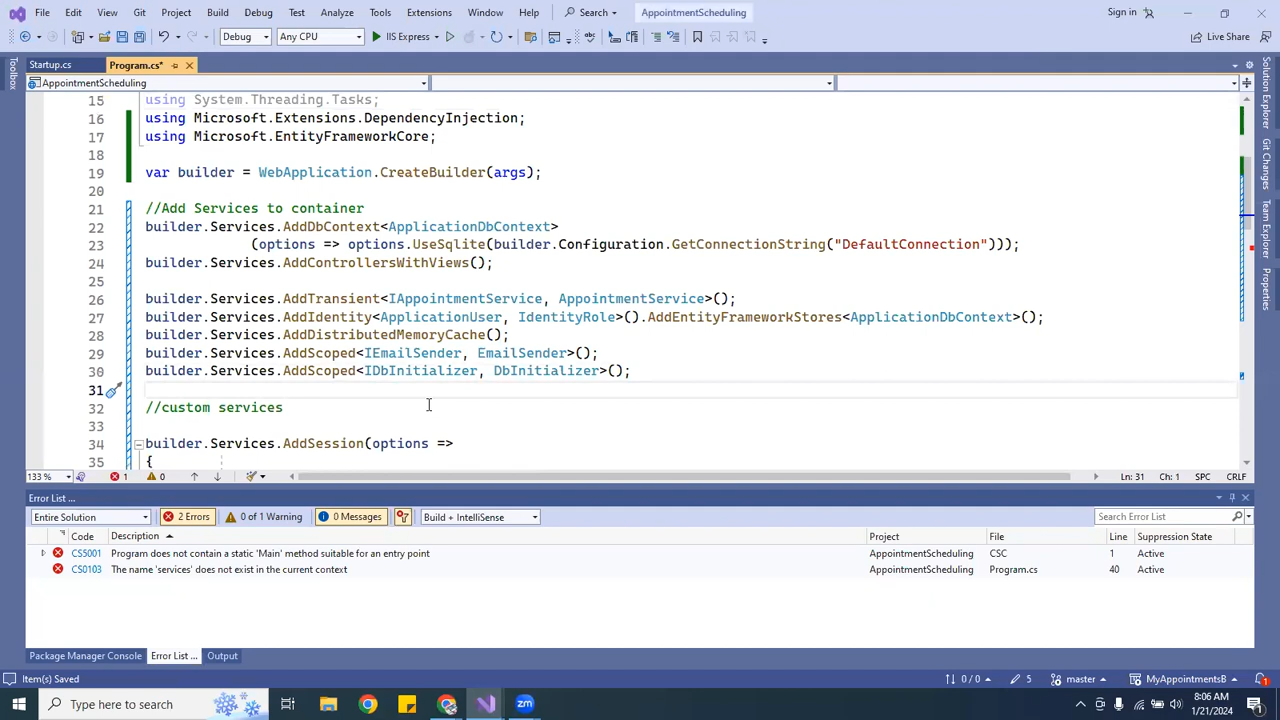 File Edit View Git Project Build Debug Test Analyze Tools Extensions Window Help Search AppointmentScheduling Sign in
Debug Any CPU IIS Express Live Share
Startup.cs Program.cs*
AppointmentScheduling
15 using System.Threading.Tasks;
16 using Microsoft.Extensions.DependencyInjection;
17 using Microsoft.EntityFrameworkCore;
18
19 var builder = WebApplication.CreateBuilder(args);
20
21 //Add Services to container
22 builder.Services.AddDbContext<ApplicationDbContext>
23 (options => options.UseSqlite(builder.Configuration.GetConnectionString("DefaultConnection")));
24 builder.Services.AddControllersWithViews();
25
26 builder.Services.AddTransient<IAppointmentService, AppointmentService>();
27 builder.Services.AddIdentity<ApplicationUser, IdentityRole>().AddEntityFrameworkStores<ApplicationDbContext>();
28 builder.Services.AddDistributedMemoryCache();
29 builder.Services.AddScoped<IEmailSender, EmailSender>();
30 builder.Services.AddScoped<IDbInitializer, DbInitializer>();
31
32 //custom services
33
34 builder.Services.AddSession(options =>
35 {
Toolbox
Solution Explorer
Git Changes
Team Explorer
Properties
133 % 1 0 Ln: 31 Ch: 1 SPC CRLF
Error List ...
Entire Solution 2 Errors 0 of 1 Warning 0 Messages Build + IntelliSense Search Error List
Code Description Project File Line Suppression State
CS5001 Program does not contain a static 'Main' method suitable for an entry point AppointmentScheduling CSC 1 Active
CS0103 The name 'services' does not exist in the current context AppointmentScheduling Program.cs 40 Active
Package Manager Console Error List ... Output
Item(s) Saved 0 / 0 5 master MyAppointmentsB 1
Type here to search zm 8:06 AM
1/21/2024